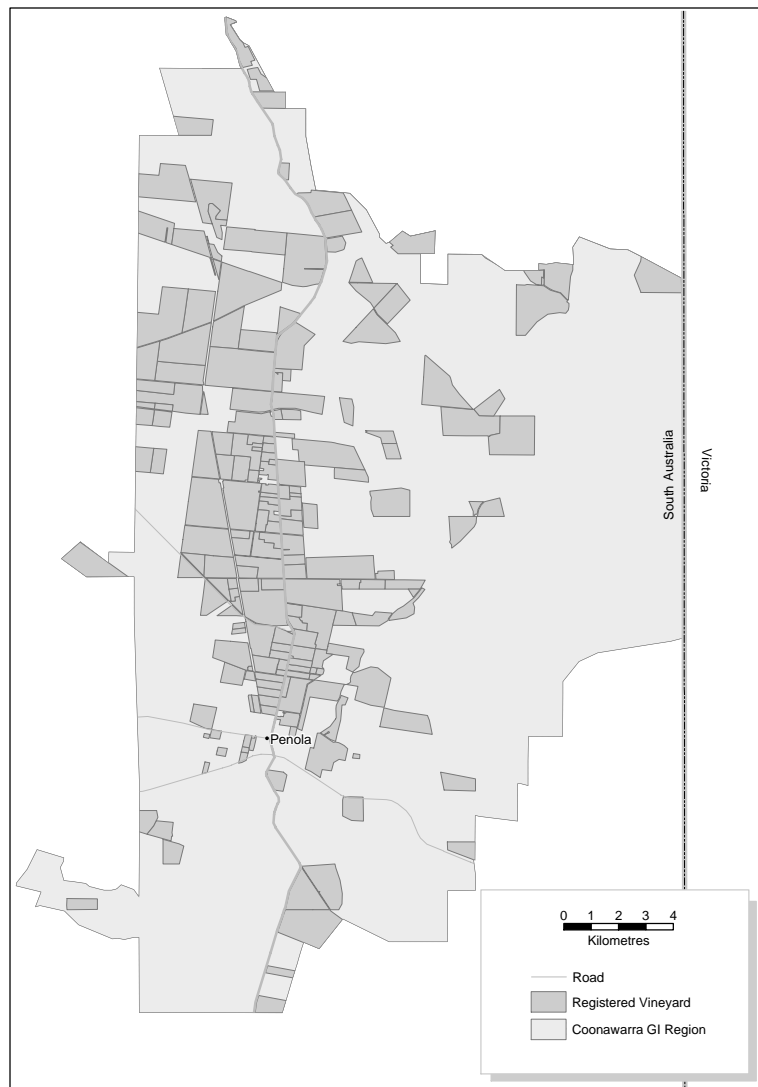 South Australia
Victoria
Penola
0 1 2 3 4
Kilometres
Road
Registered Vineyard
Coonawarra GI Region